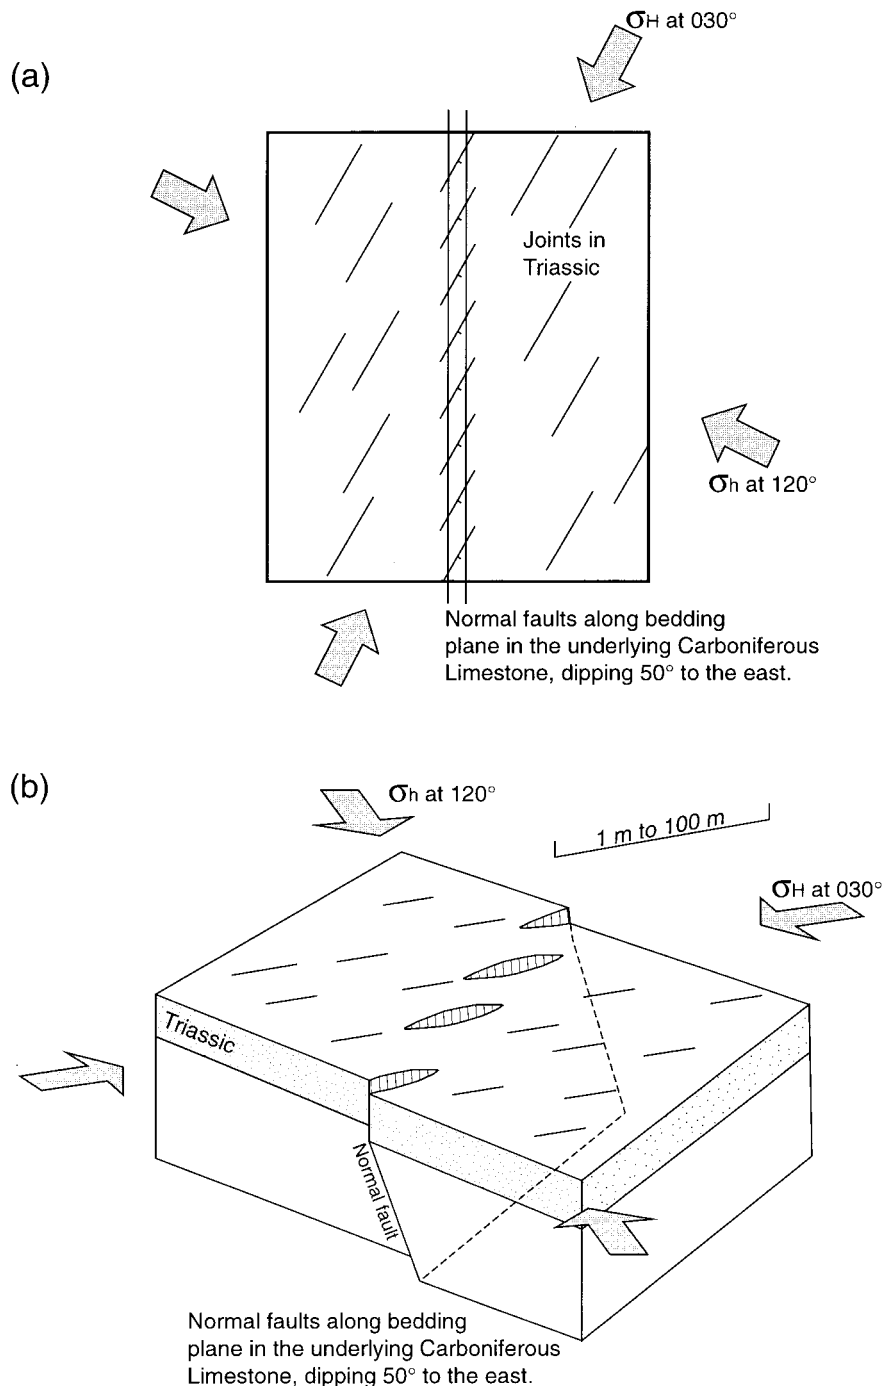 (a)
σH at 030°
Joints in
Triassic
σh at 120°
Normal faults along bedding
plane in the underlying Carboniferous
Limestone, dipping 50° to the east.
(b)
σh at 120°
1 m to 100 m
σH at 030°
Triassic
Normal fault
Normal faults along bedding
plane in the underlying Carboniferous
Limestone, dipping 50° to the east.